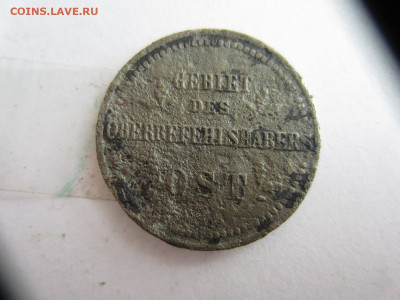 COINS.LAVE.RU
GEBIET
DES
OBERBEFEHLSHABERS
OST